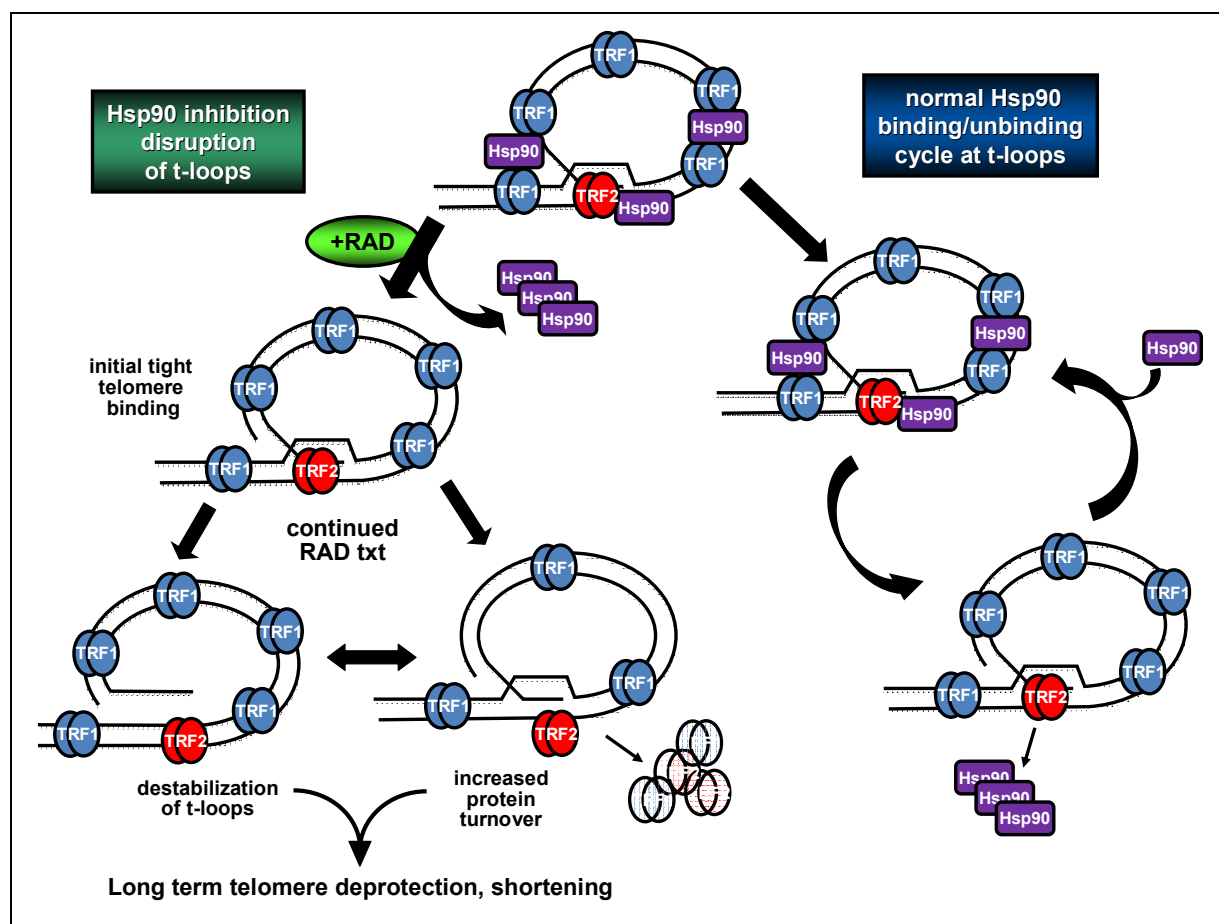 Hsp90 inhibition
disruption
of t-loops
normal Hsp90
binding/unbinding
cycle at t-loops
TRF1
TRF1
TRF1
Hsp90
Hsp90
TRF1
TRF1
TRF2
Hsp90
+RAD
Hsp90
Hsp90
Hsp90
initial tight
telomere
binding
TRF1
TRF1
TRF1
TRF1
TRF1
TRF2
TRF1
TRF1
TRF1
Hsp90
Hsp90
Hsp90
TRF1
TRF1
TRF2
Hsp90
continued
RAD txt
TRF1
TRF1
TRF1
TRF1
TRF1
TRF2
destabilization
of t-loops
TRF1
TRF1
TRF1
TRF2
increased
protein
turnover
TRF1
TRF1
TRF1
TRF1
TRF1
TRF2
Hsp90
Hsp90
Hsp90
Long term telomere deprotection, shortening